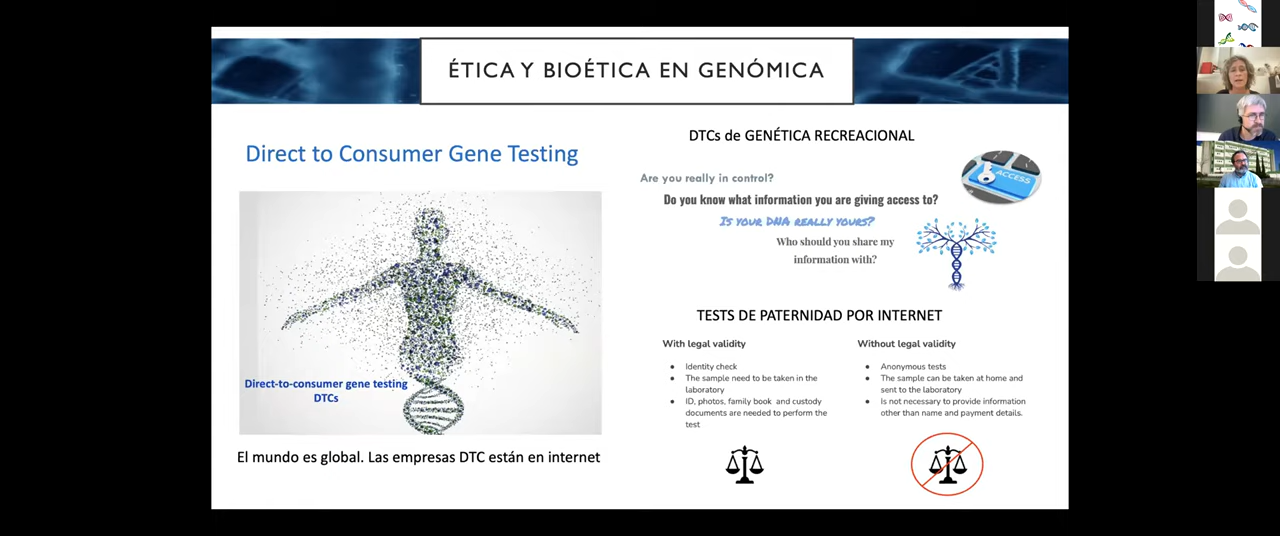 ÉTICA Y BIOÉTICA EN GENÓMICA
Direct to Consumer Gene Testing
Direct-to-consumer gene testing
DTCs
El mundo es global. Las empresas DTC están en internet
DTCs de GENÉTICA RECREACIONAL
Are you really in control?
ACCESS
Do you know what information you are giving access to?
Is your DNA really yours?
Who should you share my
information with?
TESTS DE PATERNIDAD POR INTERNET
With legal validity
● Identity check
● The sample need to be taken in the
laboratory
● ID, photos, family book and custody
documents are needed to perform the
test
Without legal validity
● Anonymous tests
● The sample can be taken at home and
sent to the laboratory
● Is not necessary to provide information
other than name and payment details.